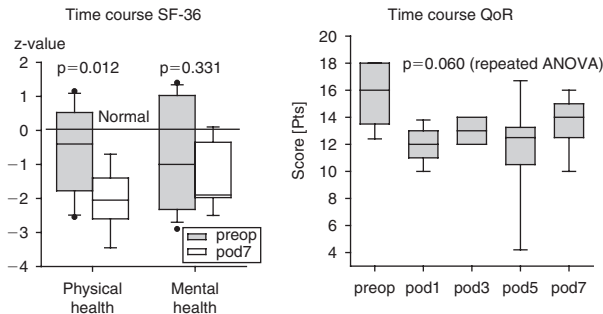 Time course SF-36
z-value
2
1
0
−1
−2
−3
−4
p=0.012
p=0.331
Normal
preop
pod7
Physical
health
Mental
health
Time course QoR
Score [Pts]
20
18
16
14
12
10
8
6
4
p=0.060 (repeated ANOVA)
preop pod1 pod3 pod5 pod7